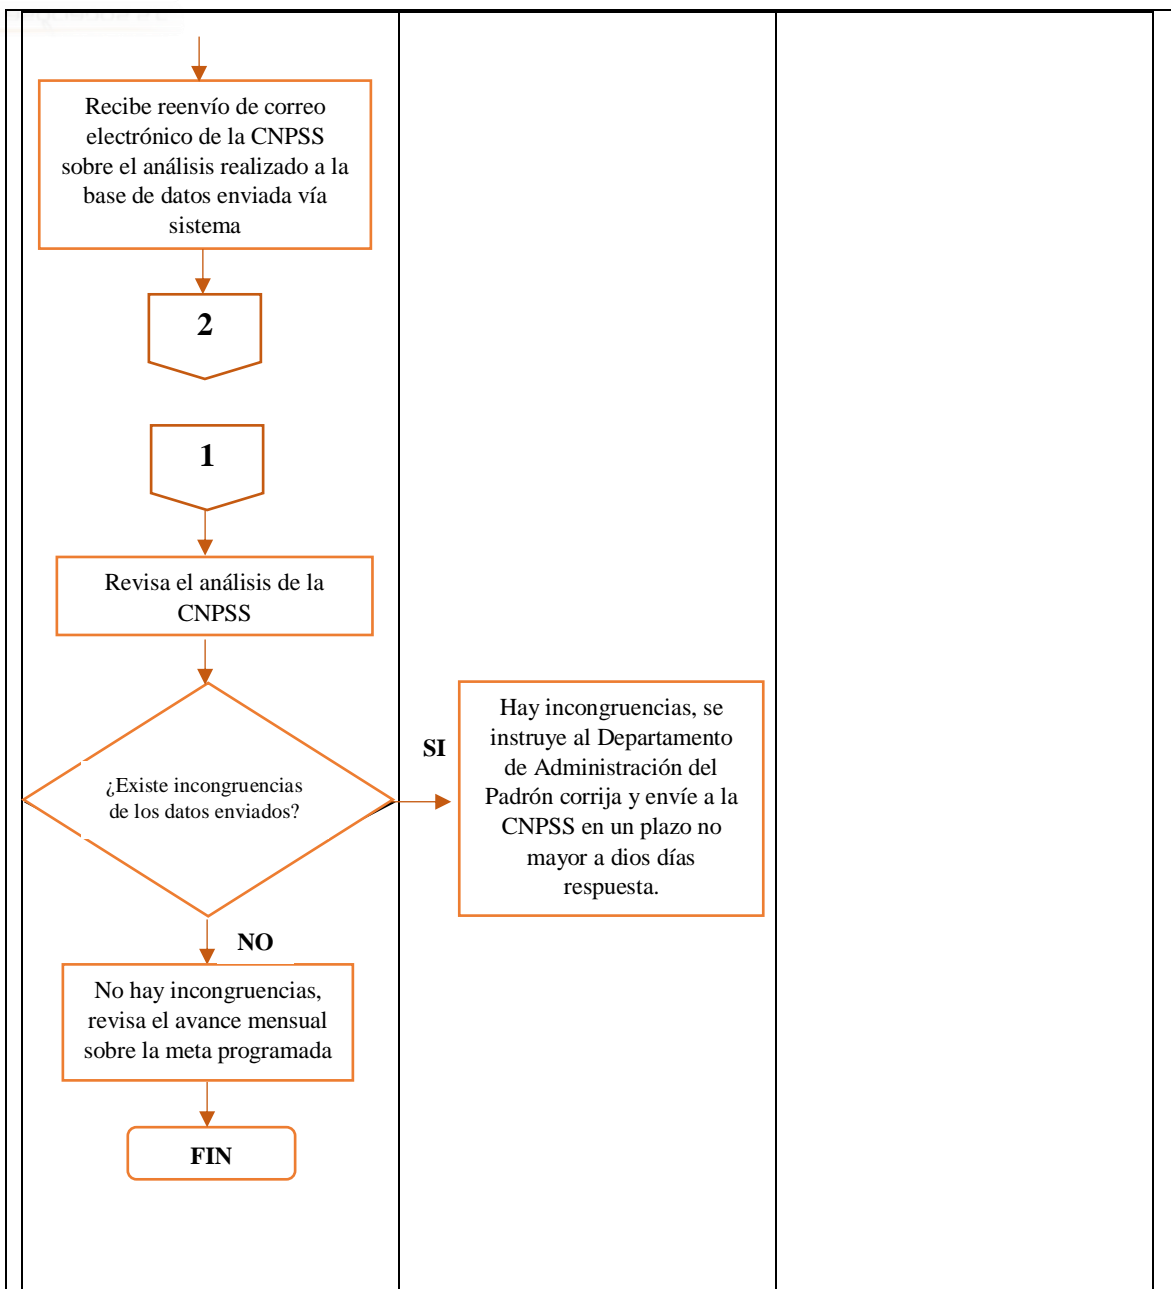 Recibe reenvío de correo
electrónico de la CNPSS
sobre el análisis realizado a la
base de datos enviada vía
sistema
2
1
Revisa el análisis de la
CNPSS
¿Existe incongruencias
de los datos enviados?
SI
Hay incongruencias, se
instruye al Departamento
de Administración del
Padrón corrija y envíe a la
CNPSS en un plazo no
mayor a dios días
respuesta.
NO
No hay incongruencias,
revisa el avance mensual
sobre la meta programada
FIN